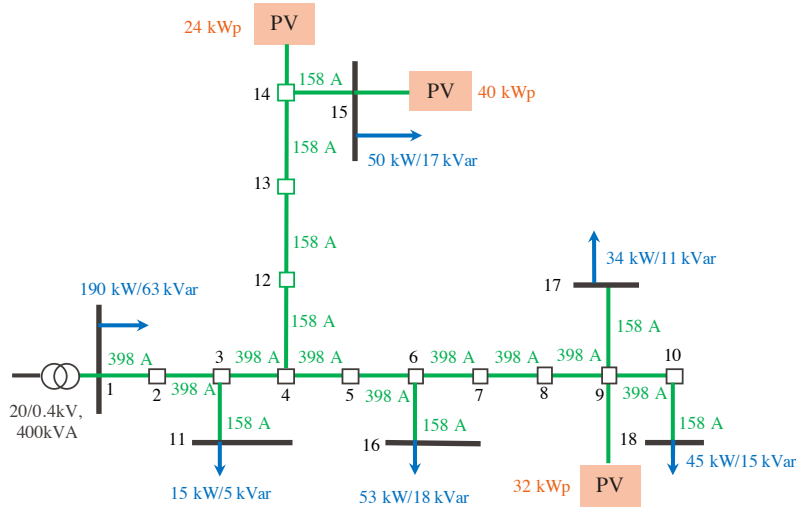 PV
24 kWp
158 A
14
PV
40 kWp
15
158 A
50 kW/17 kVar
13
158 A
34 kW/11 kVar
17
12
190 kW/63 kVar
158 A
158 A
398 A
3
398 A
398 A
6
398 A
398 A
10
1
2
398 A
4
5
398 A
7
8
9
398 A
20/0.4kV,
400kVA
11
158 A
16
158 A
18
158 A
45 kW/15 kVar
15 kW/5 kVar
53 kW/18 kVar
32 kWp
PV